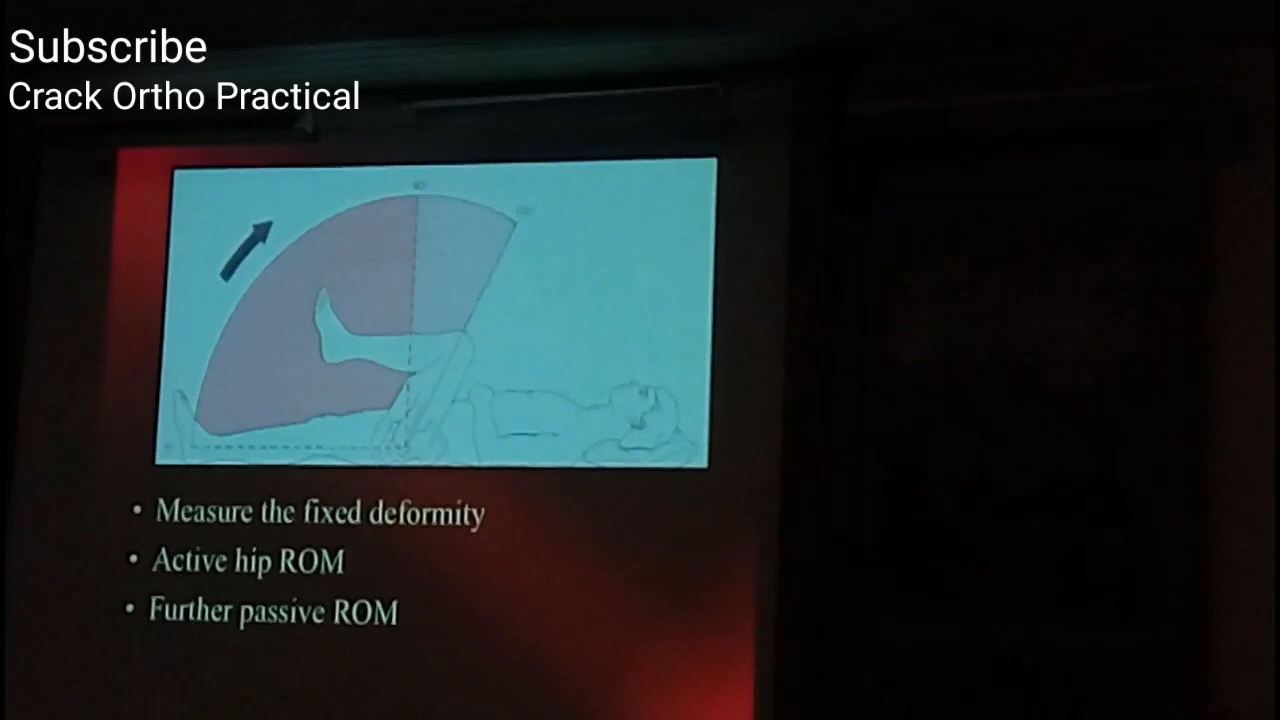 Subscribe
Crack Ortho Practical
• Measure the fixed deformity
• Active hip ROM
• Further passive ROM